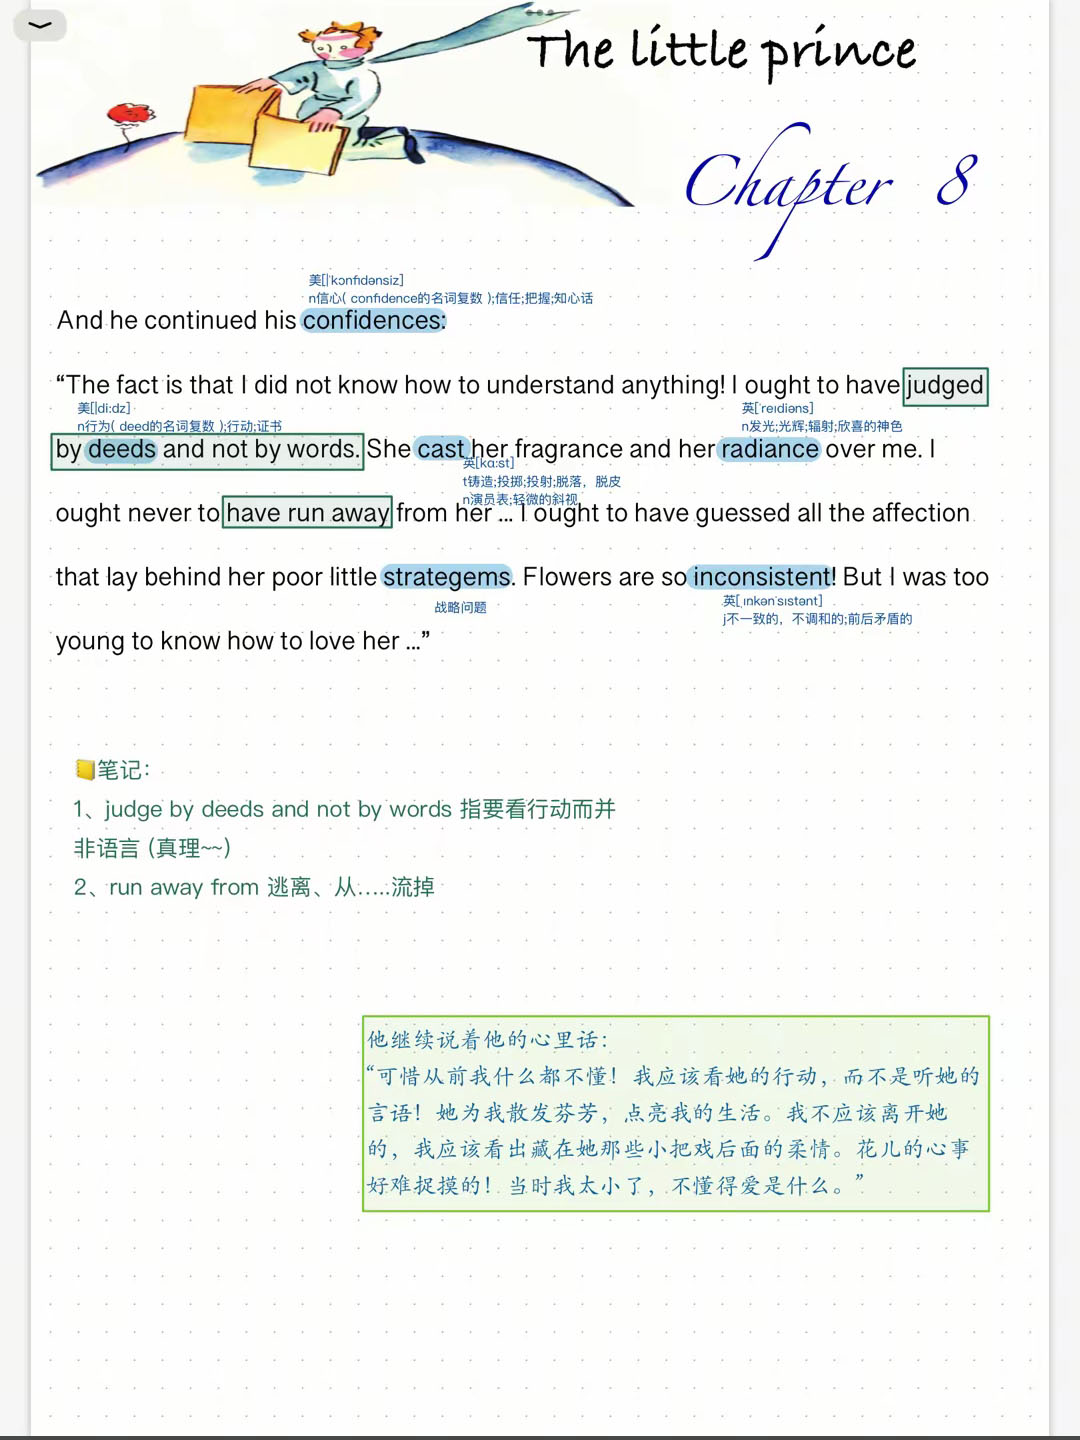 The little prince
Chapter 8
美[|ˈkɔnfɪdənsiz]
n信心( confidence的名词复数 );信任;把握;知心话
And he continued his confidences:
“The fact is that I did not know how to understand anything! I ought to have judged
美[|di:dz]
n行为( deed的名词复数 );行动;证书
英[ˈreɪdiəns]
n发光;光辉;辐射;欣喜的神色
by deeds and not by words. She cast her fragrance and her radiance over me. I
英[kɑːst]
t铸造;投掷;投射;脱落，脱皮
n演员表;轻微的斜视
ought never to have run away from her ... I ought to have guessed all the affection
that lay behind her poor little strategems. Flowers are so inconsistent! But I was too
战略问题
英[ˌɪnkənˈsɪstənt]
j不一致的，不调和的;前后矛盾的
young to know how to love her ...”
📒笔记：
1、judge by deeds and not by words 指要看行动而并
非语言 (真理~~)
2、run away from 逃离、从.....流掉
他继续说着他的心里话：
“可惜从前我什么都不懂！我应该看她的行动，而不是听她的
言语！她为我散发芬芳，点亮我的生活。我不应该离开她
的，我应该看出藏在她那些小把戏后面的柔情。花儿的心事
好难捉摸的！当时我太小了，不懂得爱是什么。”